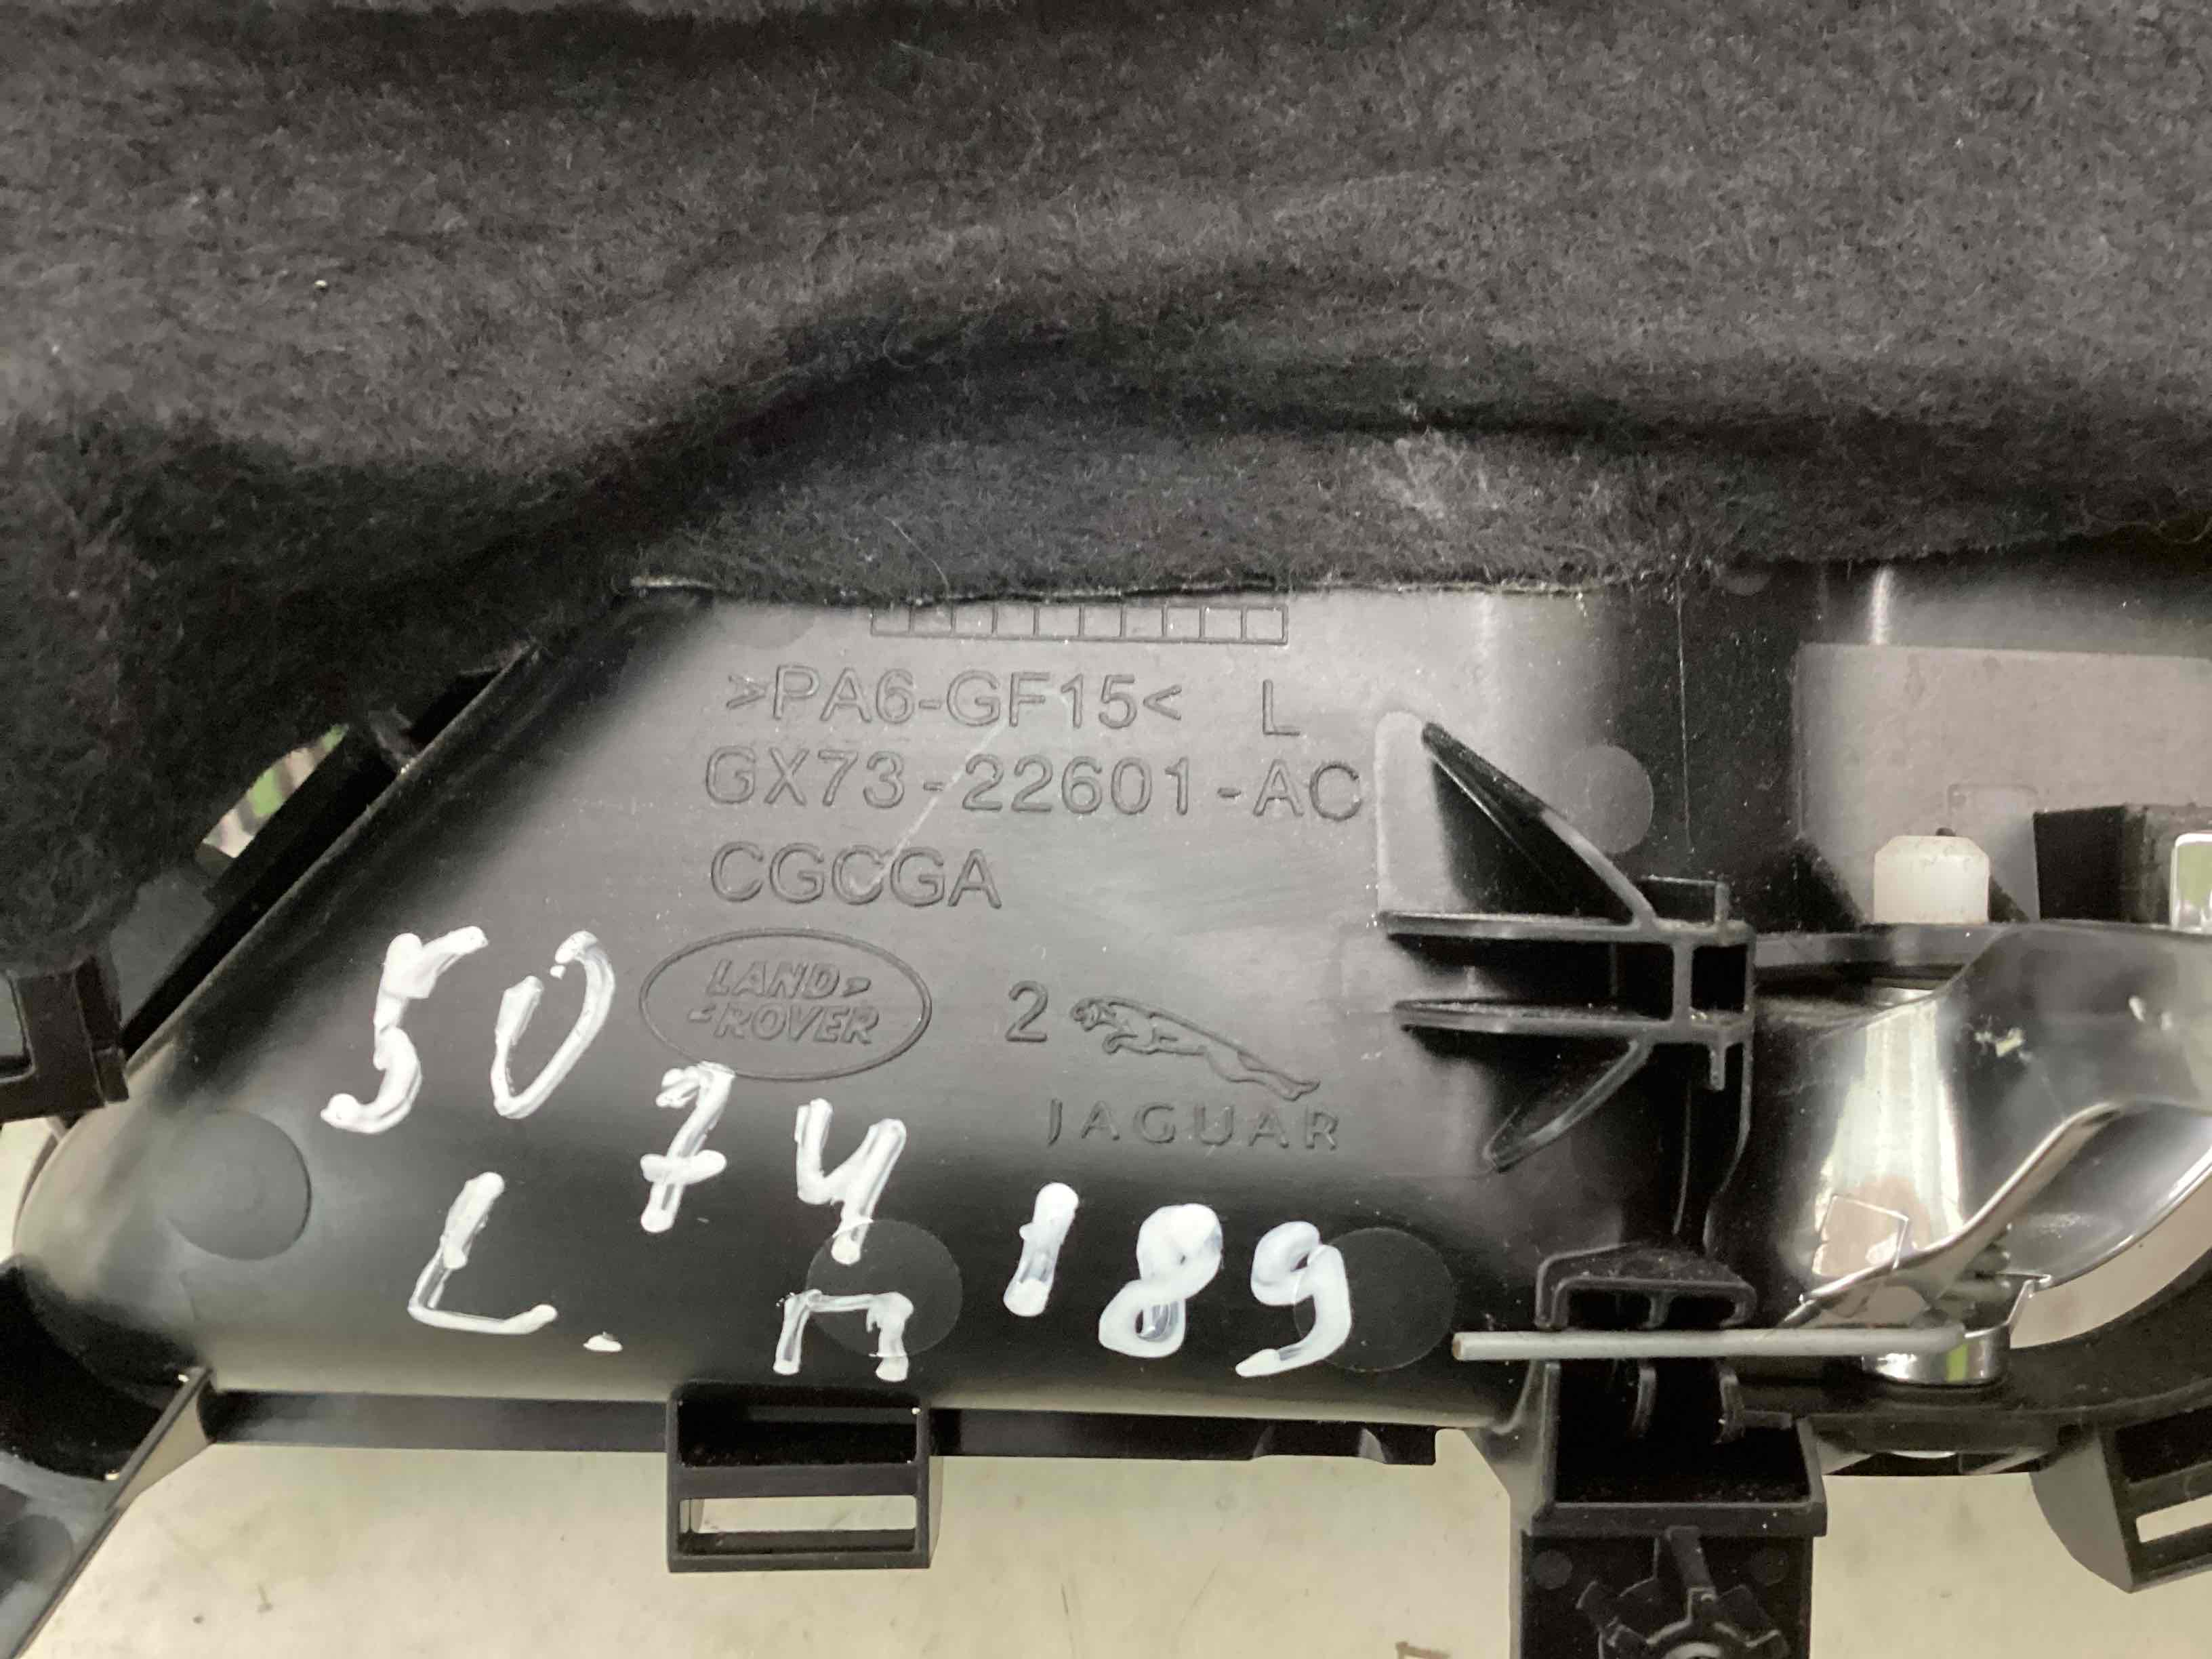 >PA6-GF15< L
GX73-22601-AC
CGCGA
LAND>
<ROVER
2
JAGUAR
50 74
L. П 189